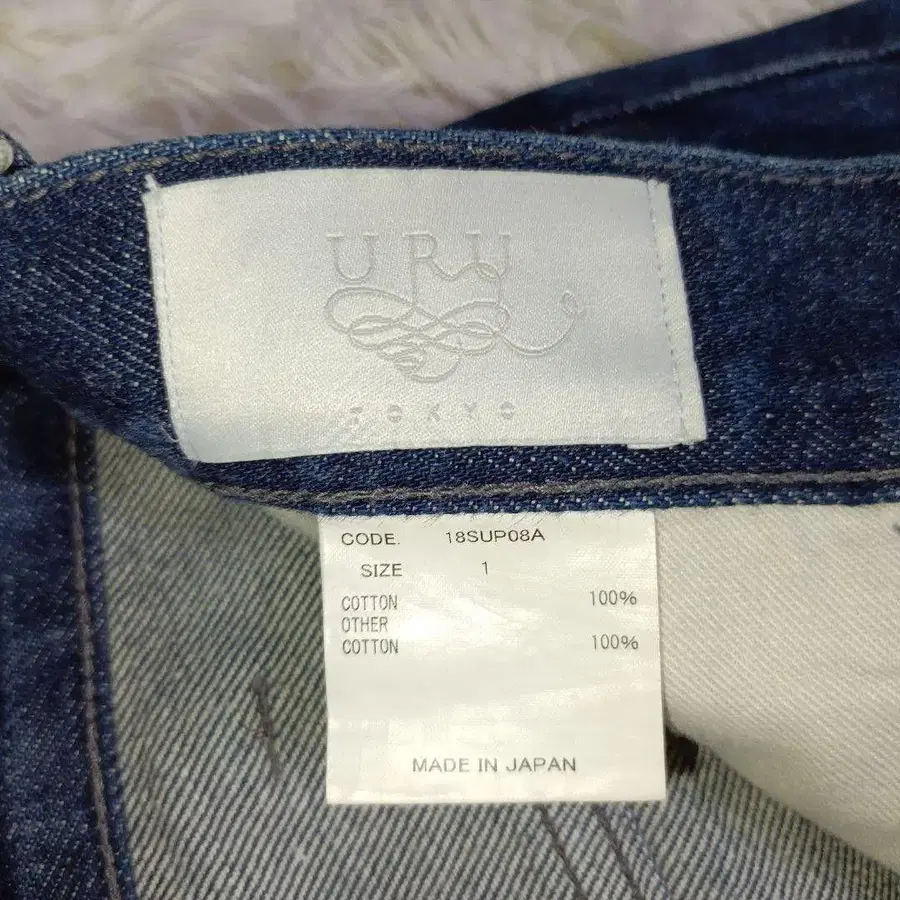 URU
TOKYO
CODE. 18SUP08A
SIZE 1
COTTON 100%
OTHER
COTTON 100%
MADE IN JAPAN